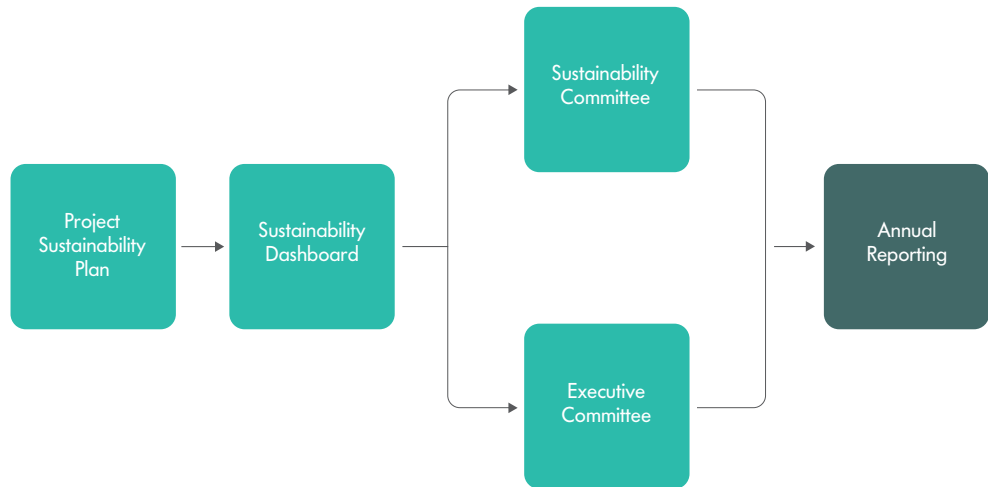 Project
Sustainability
Plan
Sustainability
Dashboard
Sustainability
Committee
Executive
Committee
Annual
Reporting